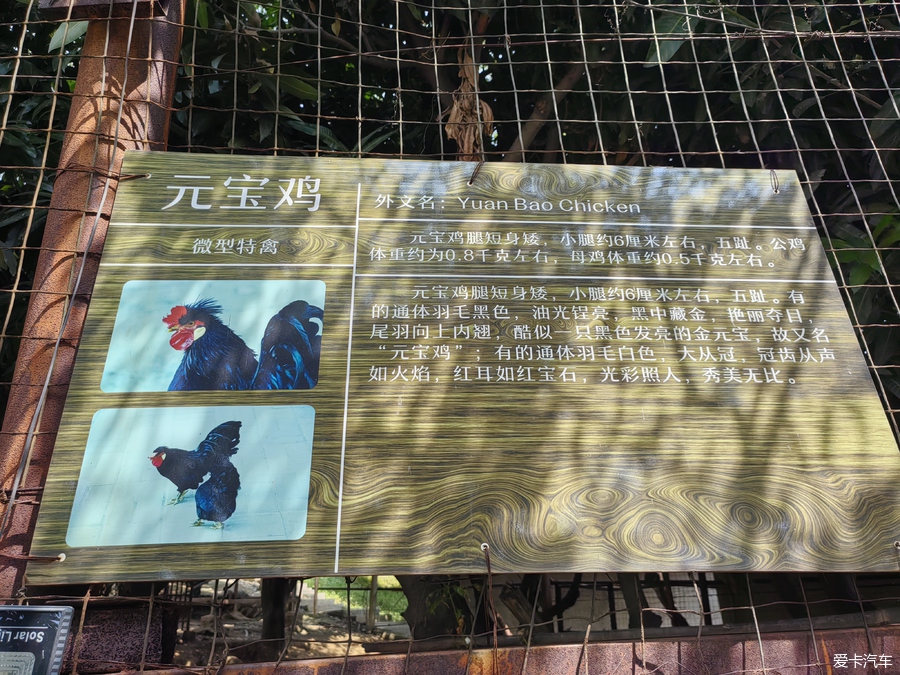 元宝鸡
微型特禽
外文名：Yuan Bao Chicken
元宝鸡腿短身矮，小腿约6厘米左右，五趾。公鸡
体重约为0.8千克左右，母鸡体重约0.5千克左右。
元宝鸡腿短身矮，小腿约6厘米左右，五趾。有
的通体羽毛黑色，油光锃亮，黑中藏金，艳丽夺目，
尾羽向上内翘，酷似一只黑色发亮的金元宝，故又名
“元宝鸡”；有的通体羽毛白色，大从冠，冠齿从声
如火焰，红耳如红宝石，光彩照人，秀美无比。
Solar Li
爱卡汽车